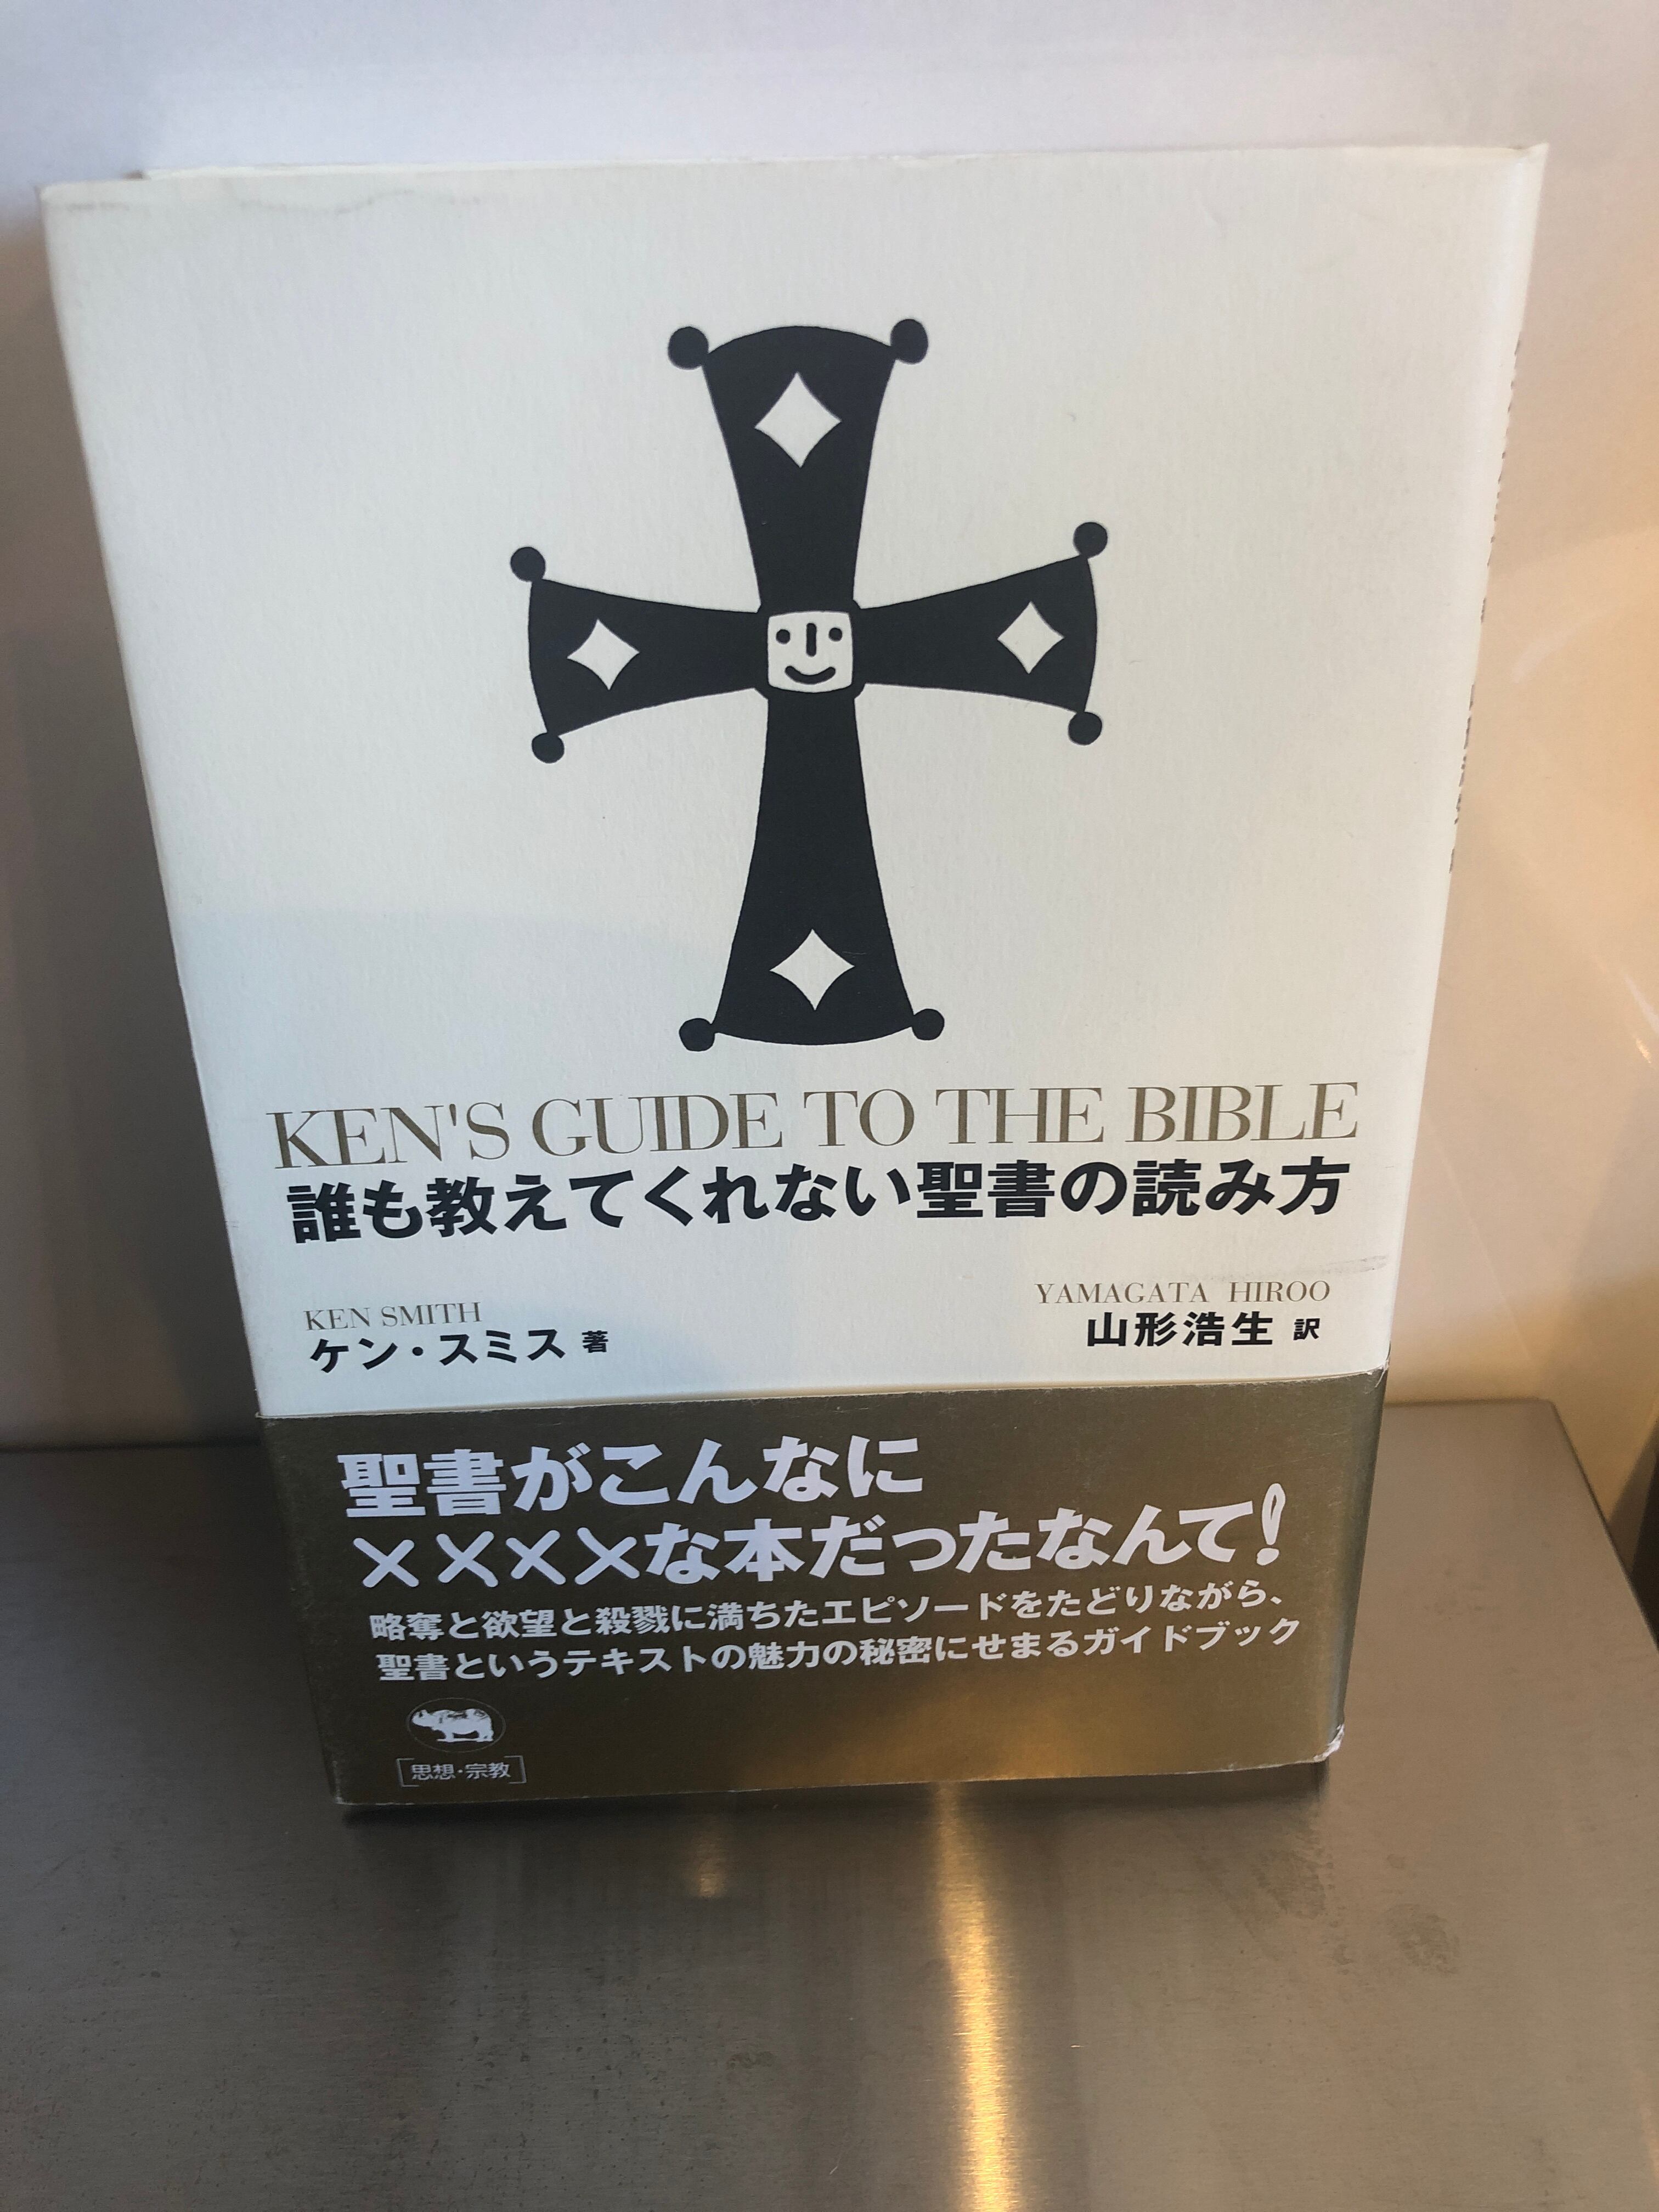 KEN'S GUIDE TO THE BIBLE
誰も教えてくれない聖書の読み方
KEN SMITH
ケン・スミス 著
YAMAGATA HIROO
山形浩生 訳
聖書がこんなに
××××な本だったなんて!
略奪と欲望と殺戮に満ちたエピソードをたどりながら、
聖書というテキストの魅力の秘密にせまるガイドブック
[思想・宗教]